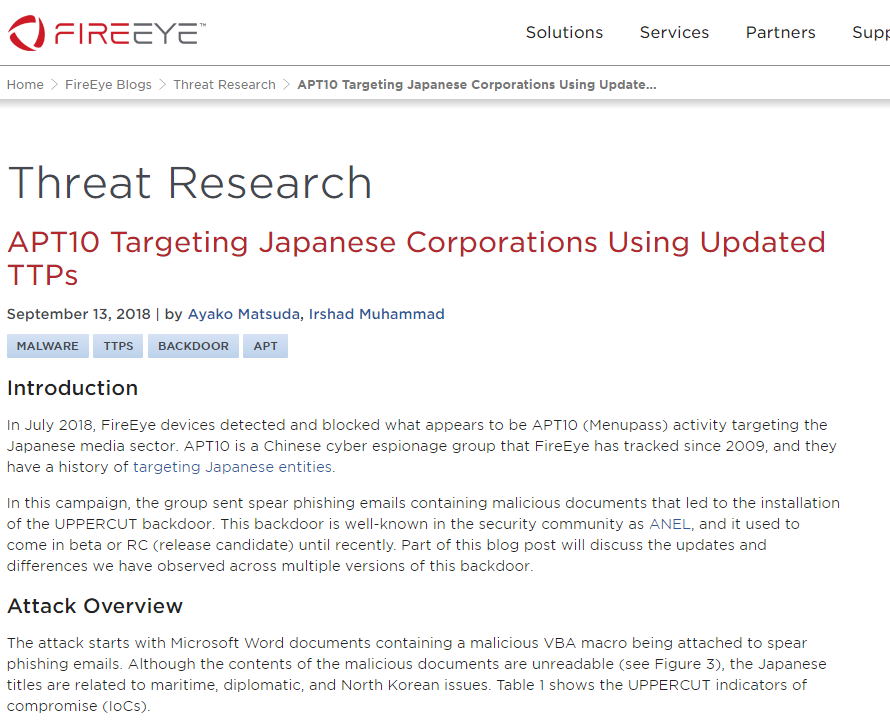 FIREEYE™
Solutions Services Partners
Home > FireEye Blogs > Threat Research > APT10 Targeting Japanese Corporations Using Update...
Threat Research
APT10 Targeting Japanese Corporations Using Updated
TTPs
September 13, 2018 | by Ayako Matsuda, Irshad Muhammad
MALWARE TTPS BACKDOOR APT
Introduction
In July 2018, FireEye devices detected and blocked what appears to be APT10 (Menupass) activity targeting the
Japanese media sector. APT10 is a Chinese cyber espionage group that FireEye has tracked since 2009, and they
have a history of targeting Japanese entities.
In this campaign, the group sent spear phishing emails containing malicious documents that led to the installation
of the UPPERCUT backdoor. This backdoor is well-known in the security community as ANEL, and it used to
come in beta or RC (release candidate) until recently. Part of this blog post will discuss the updates and
differences we have observed across multiple versions of this backdoor.
Attack Overview
The attack starts with Microsoft Word documents containing a malicious VBA macro being attached to spear
phishing emails. Although the contents of the malicious documents are unreadable (see Figure 3), the Japanese
titles are related to maritime, diplomatic, and North Korean issues. Table 1 shows the UPPERCUT indicators of
compromise (IoCs).